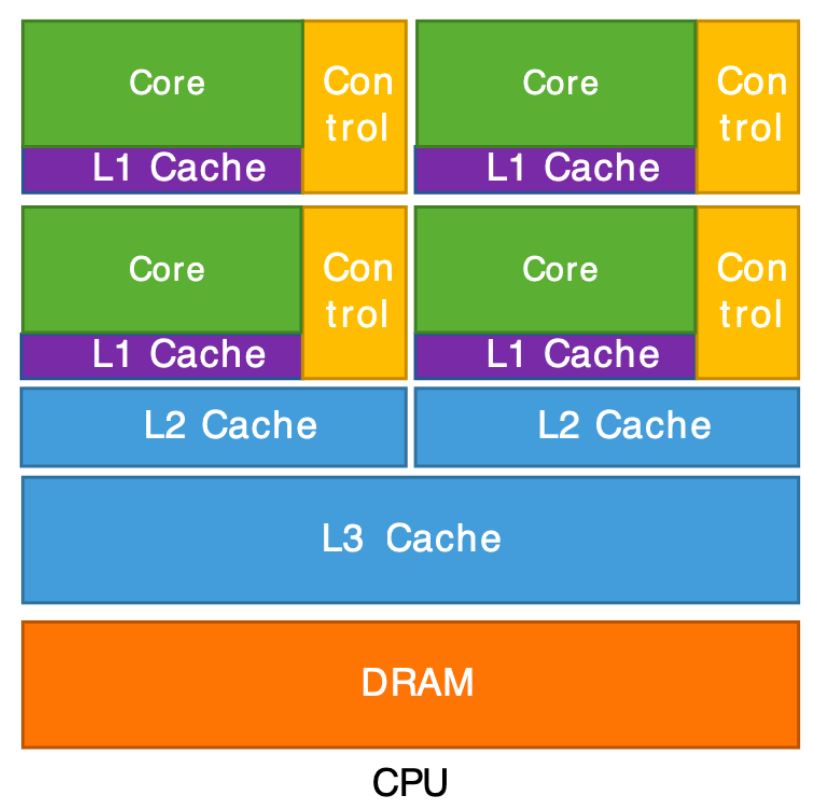 Core
Con
trol
L1 Cache
Core
Con
trol
L1 Cache
Core
Con
trol
L1 Cache
Core
Con
trol
L1 Cache
L2 Cache
L2 Cache
L3 Cache
DRAM
CPU